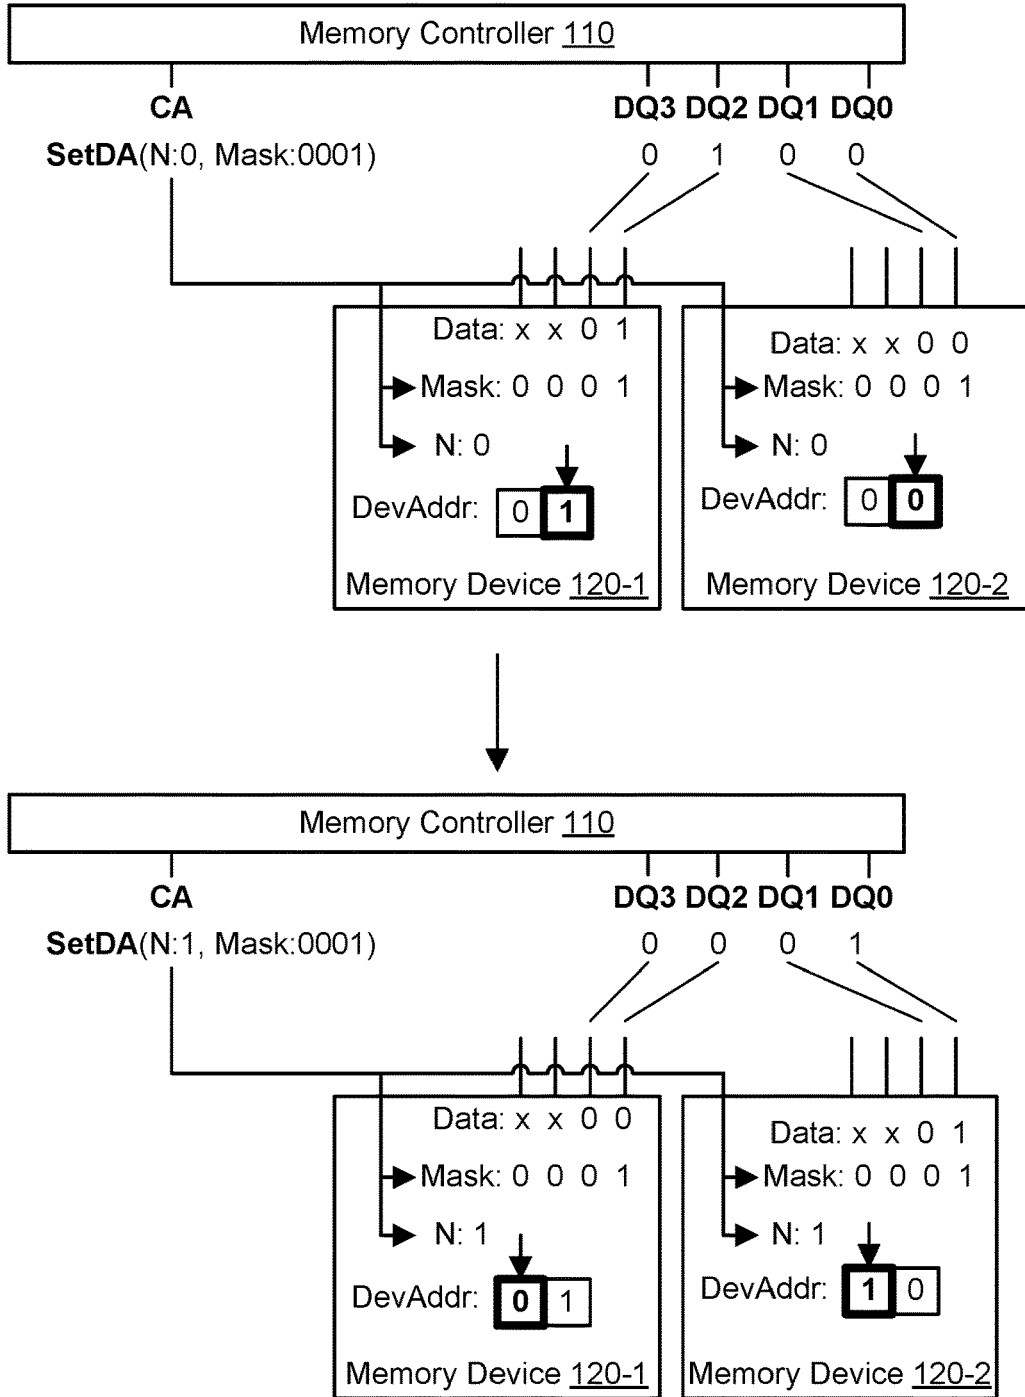 Memory Controller 110
CA DQ3 DQ2 DQ1 DQ0
SetDA(N:0, Mask:0001) 0 1 0 0
Data: x x 0 1
Mask: 0 0 0 1
N: 0
DevAddr: 0 1
Memory Device 120-1
Data: x x 0 0
Mask: 0 0 0 1
N: 0
DevAddr: 0 0
Memory Device 120-2
Memory Controller 110
CA DQ3 DQ2 DQ1 DQ0
SetDA(N:1, Mask:0001) 0 0 0 1
Data: x x 0 0
Mask: 0 0 0 1
N: 1
DevAddr: 0 1
Memory Device 120-1
Data: x x 0 1
Mask: 0 0 0 1
N: 1
DevAddr: 1 0
Memory Device 120-2